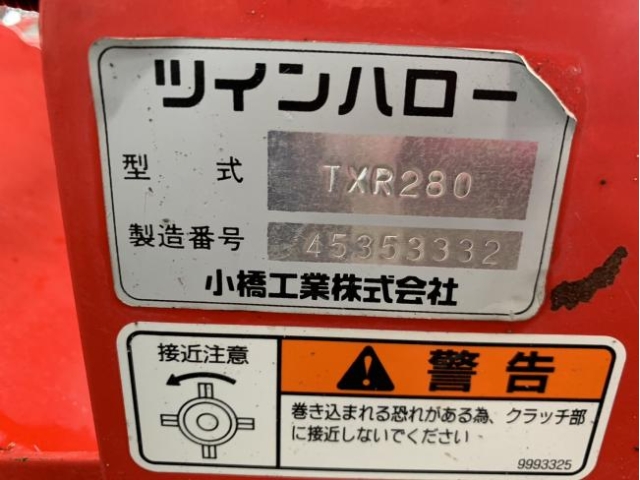 ツインハロー
型 式 TXR280
製造番号 45353332
小橋工業株式会社
接近注意
警告
巻き込まれる恐れがある為、クラッチ部
に接近しないでください
9993325